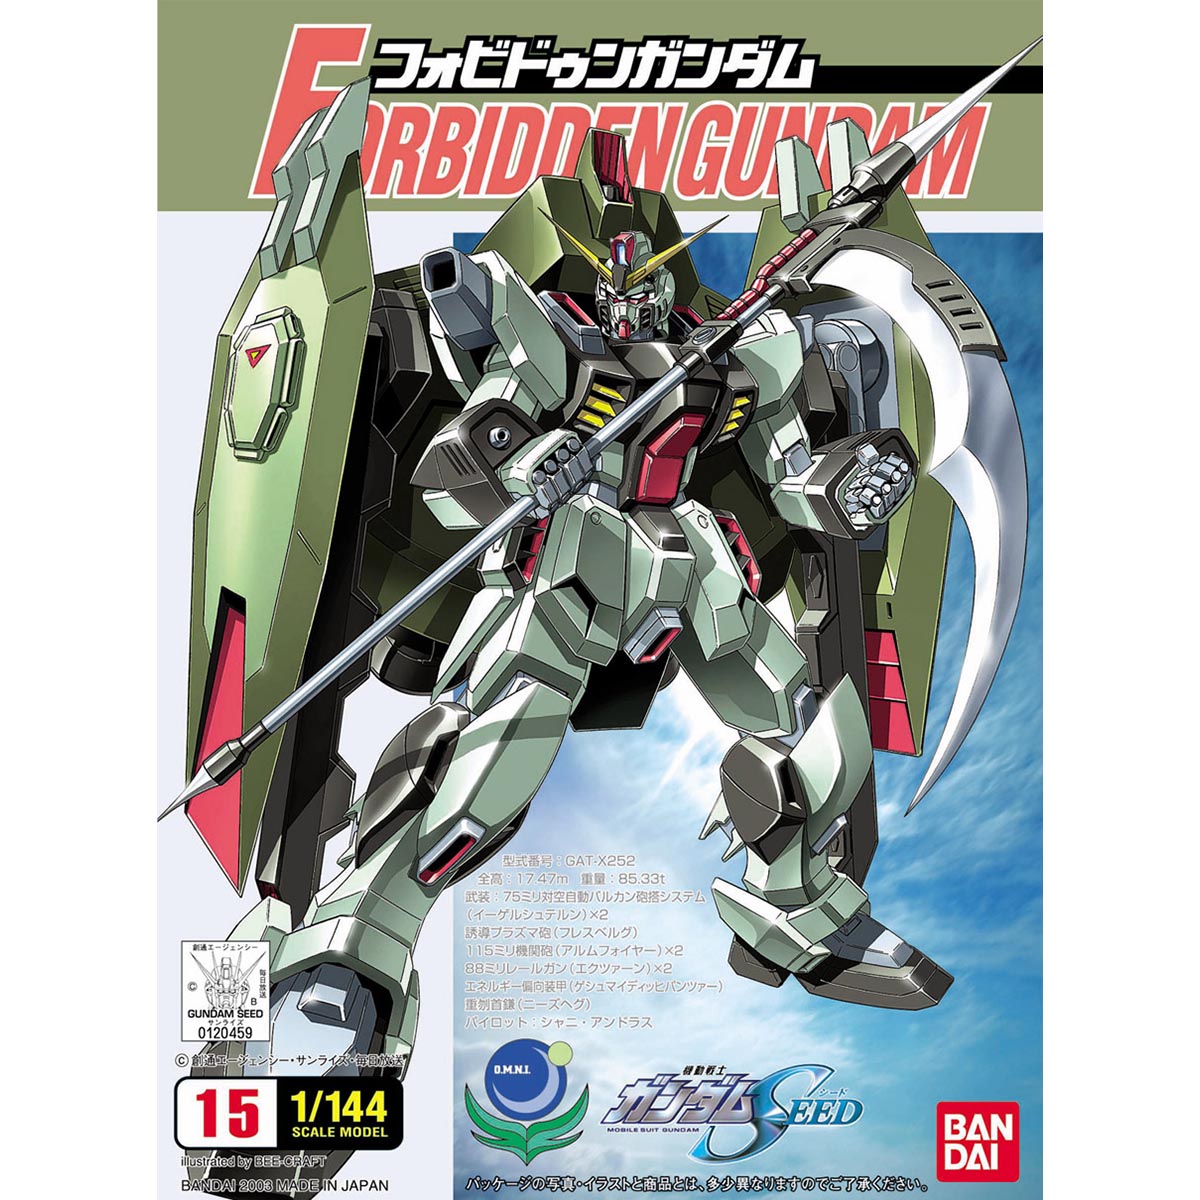 フォビドゥンガンダム
FORBIDDEN GUNDAM
型式番号:GAT-X252
全高:17.47m 重量:85.33t
武装:75ミリ対空自動バルカン砲塔システム
(イーゲルシュテルン)×2
誘導プラズマ砲(フレスベルグ)
115ミリ機関砲(アルムフォイヤー)×2
88ミリレールガン(エクツァーン)×2
エネルギー偏向装甲(ゲシュマイディッヒパンツァー)
重刎首鎌(ニーズヘグ)
パイロット:シャニ・アンドラス
創通エージェンシー
毎日放送
©
B
GUNDAM SEED
サンライズ
0120459
©創通エージェンシー・サンライズ・毎日放送
15
1/144
SCALE MODEL
illustrated by BEE-CRAFT
BANDAI 2003 MADE IN JAPAN
O.M.N.I.
機動戦士
ガンダムSEED
シード
MOBILE SUIT GUNDAM
BAN
DAI
パッケージの写真・イラストと商品とは、多少異なりますのでご了承ください。